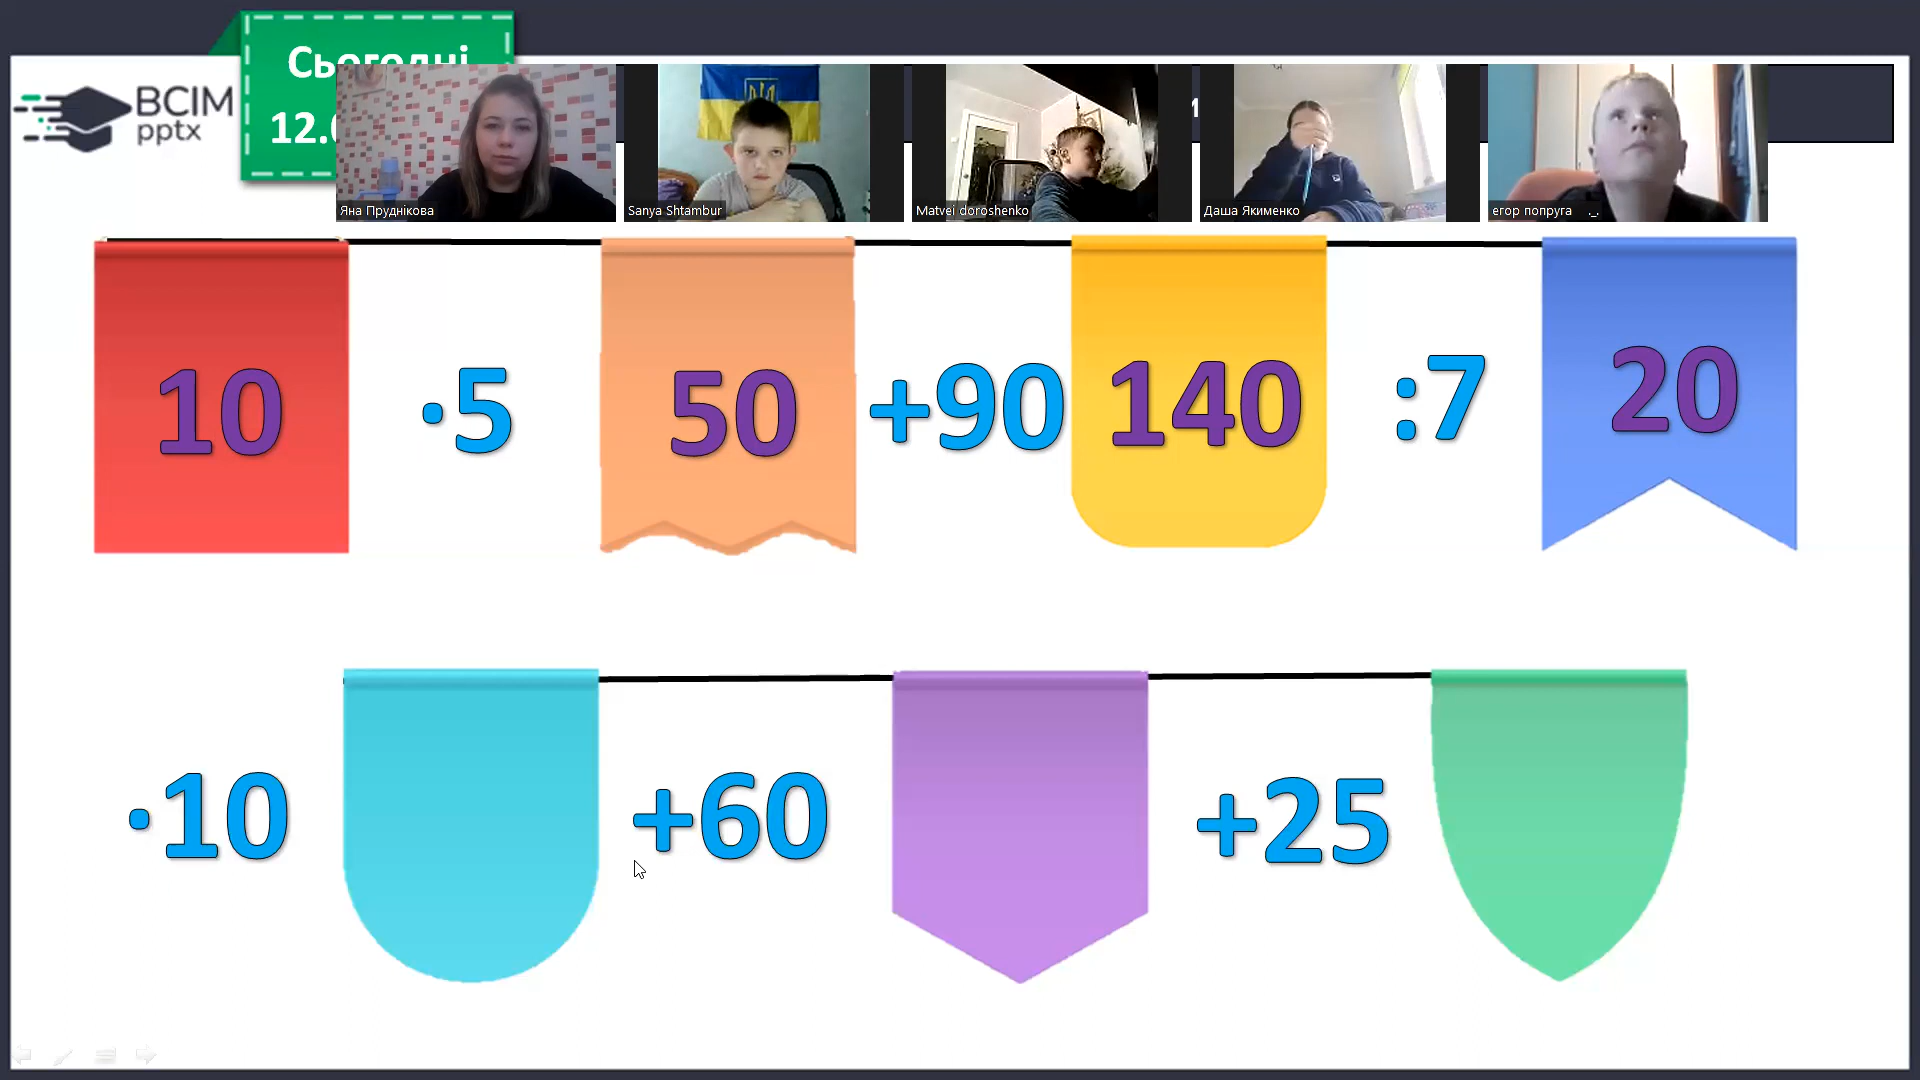 Сьогодні
12.
BCIM
pptx
Яна Пруднікова
Sanya Shtambur
Matvei doroshenko
Даша Якименко
егор попруга ._.
10 ·5 50 +90 140 :7 20
·10 +60 +25